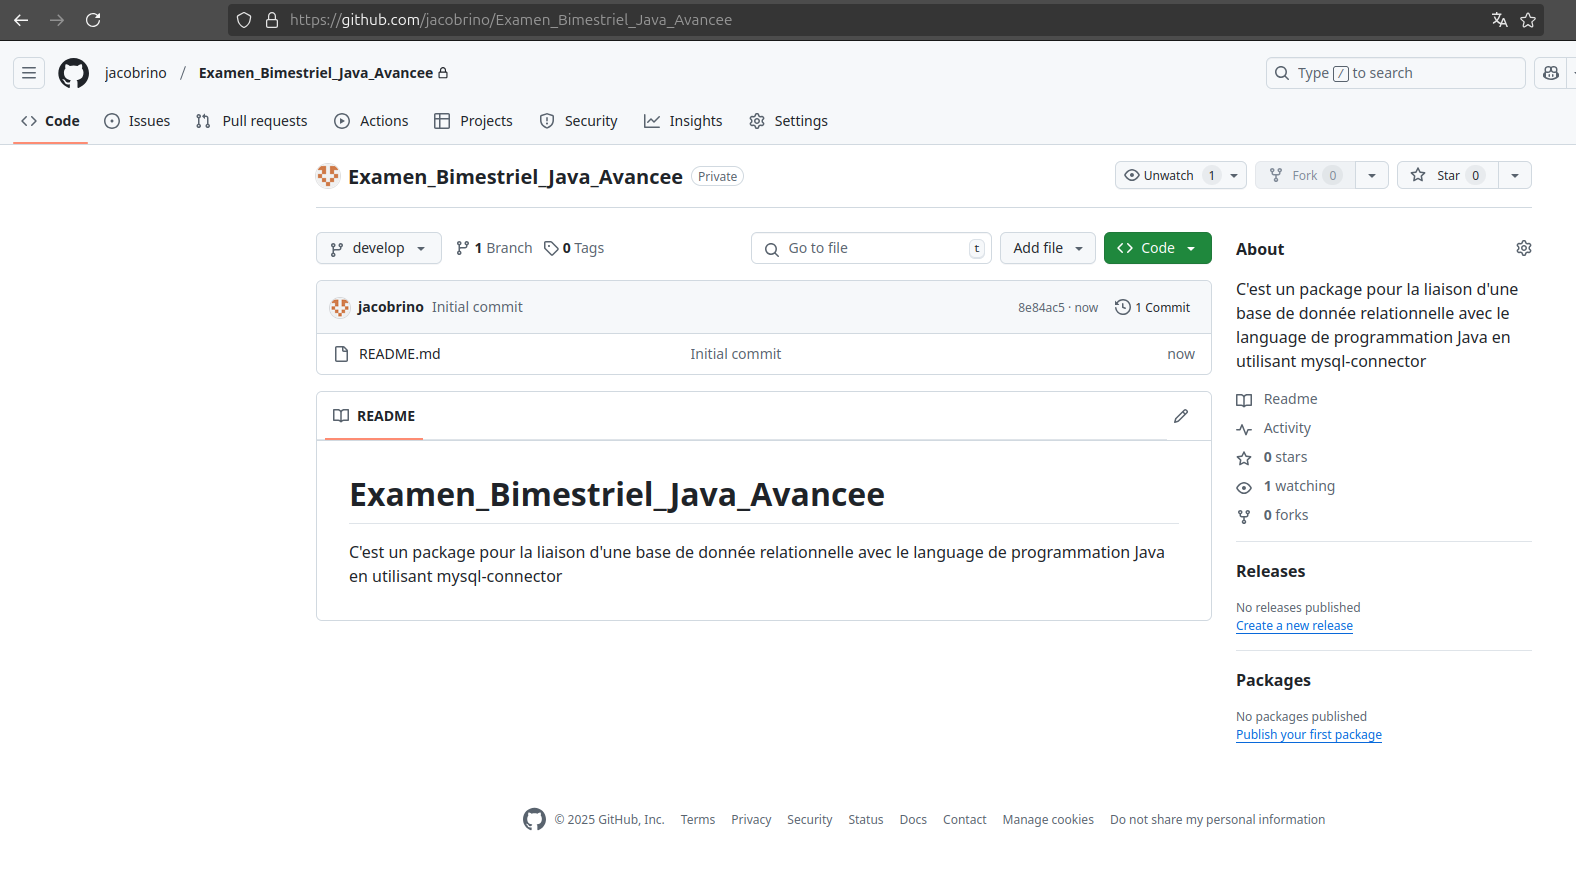 https://github.com/jacobrino/Examen_Bimestriel_Java_Avancee
jacobrino / Examen_Bimestriel_Java_Avancee
Type / to search
Code Issues Pull requests Actions Projects Security Insights Settings
Examen_Bimestriel_Java_Avancee Private
Unwatch 1 Fork 0 Star 0
develop 1 Branch 0 Tags Go to file t Add file Code
jacobrino Initial commit 8e84ac5 · now 1 Commit
README.md Initial commit now
README
Examen_Bimestriel_Java_Avancee
C'est un package pour la liaison d'une base de donnée relationnelle avec le language de programmation Java
en utilisant mysql-connector
About
C'est un package pour la liaison d'une
base de donnée relationnelle avec le
language de programmation Java en
utilisant mysql-connector
Readme
Activity
0 stars
1 watching
0 forks
Releases
No releases published
Create a new release
Packages
No packages published
Publish your first package
© 2025 GitHub, Inc. Terms Privacy Security Status Docs Contact Manage cookies Do not share my personal information